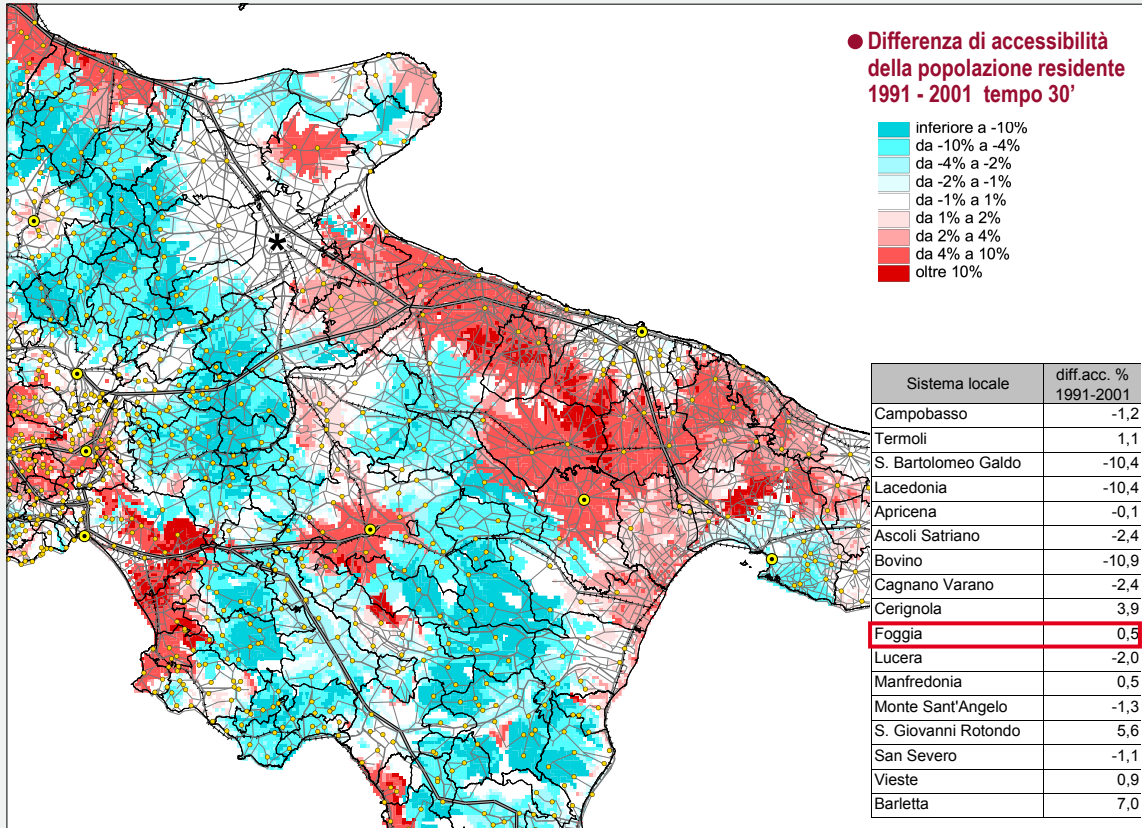 ● Differenza di accessibilità
della popolazione residente
1991 - 2001 tempo 30'
inferiore a -10%
da -10% a -4%
da -4% a -2%
da -2% a -1%
da -1% a 1%
da 1% a 2%
da 2% a 4%
da 4% a 10%
oltre 10%
*
Sistema locale diff.acc. %
1991-2001
Campobasso -1,2
Termoli 1,1
S. Bartolomeo Galdo -10,4
Lacedonia -10,4
Apricena -0,1
Ascoli Satriano -2,4
Bovino -10,9
Cagnano Varano -2,4
Cerignola 3,9
Foggia 0,5
Lucera -2,0
Manfredonia 0,5
Monte Sant'Angelo -1,3
S. Giovanni Rotondo 5,6
San Severo -1,1
Vieste 0,9
Barletta 7,0